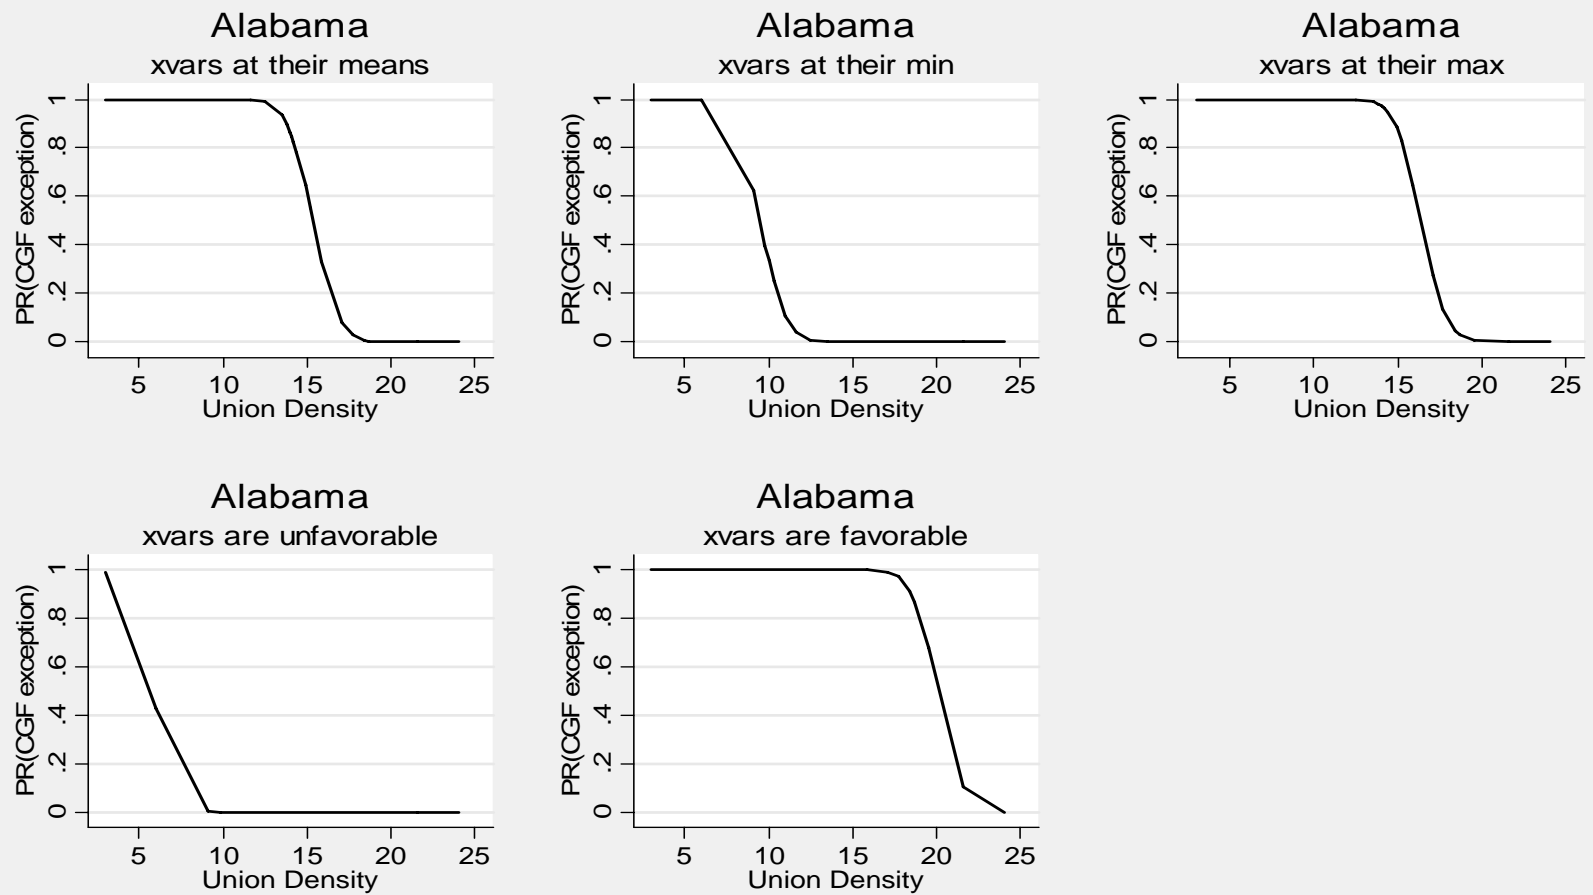 Alabama
xvars at their means
PR(CGF exception)
1
.8
.6
.4
.2
0
5 10 15 20 25
Union Density
Alabama
xvars at their min
PR(CGF exception)
1
.8
.6
.4
.2
0
5 10 15 20 25
Union Density
Alabama
xvars at their max
PR(CGF exception)
1
.8
.6
.4
.2
0
5 10 15 20 25
Union Density
Alabama
xvars are unfavorable
PR(CGF exception)
1
.8
.6
.4
.2
0
5 10 15 20 25
Union Density
Alabama
xvars are favorable
PR(CGF exception)
1
.8
.6
.4
.2
0
5 10 15 20 25
Union Density